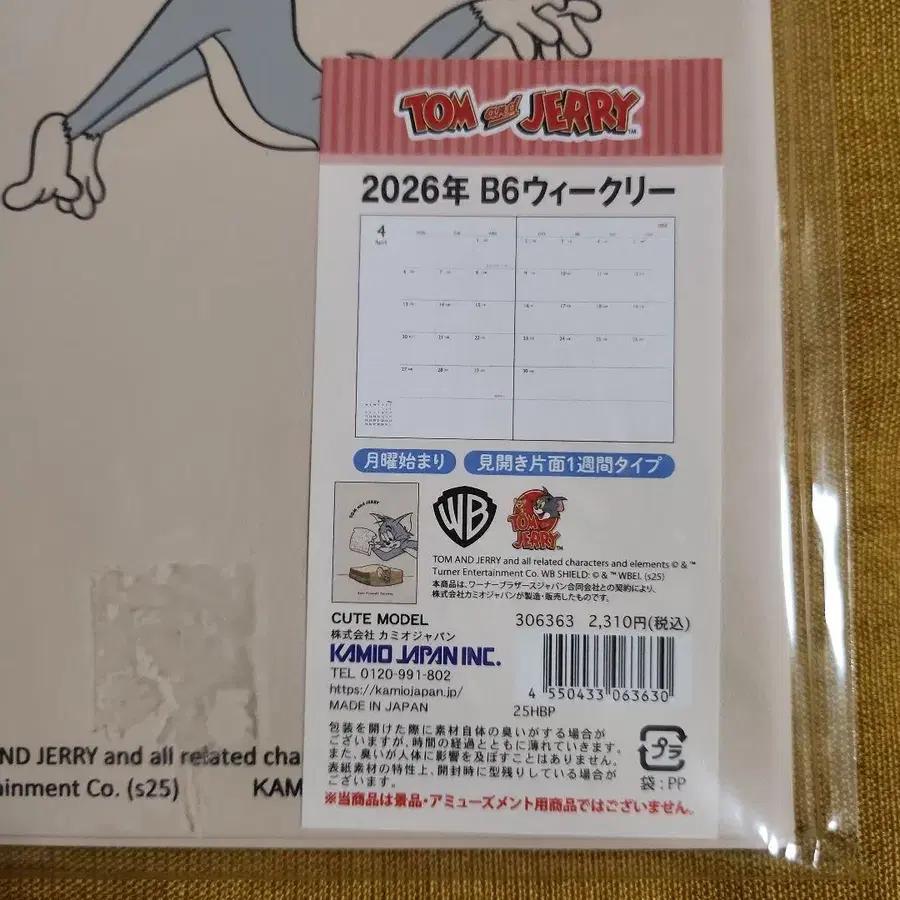 TOM and JERRY™
2026年 B6ウィークリー
4
April
月曜始まり
見開き片面1週間タイプ
TOM AND JERRY
WB
TOM and JERRY™
TOM AND JERRY and all related characters and elements © & ™
Turner Entertainment Co. WB SHIELD: © & ™ WBEI. (s25)
本商品は、ワーナーブラザースジャパン合同会社との契約により、
株式会社カミオジャパンが製造・販売したものです。
CUTE MODEL
306363 2,310円(税込)
株式会社 カミオジャパン
KAMIO JAPAN INC.
TEL 0120-991-802
https://kamiojapan.jp/
MADE IN JAPAN
4 550433 063630
25HBP
包装を開けた際に素材自体の臭いがする場合が
ございますが、時間の経過とともに薄れていきます。
また、臭いが人体に影響を及ぼすことはありません。
表紙素材の特性上、開封時に型残りしている場合が
ございます。
プラ
袋:PP
※当商品は景品・アミューズメント用商品ではございません。
ND JERRY and all related cha
inment Co. (s25) KAM